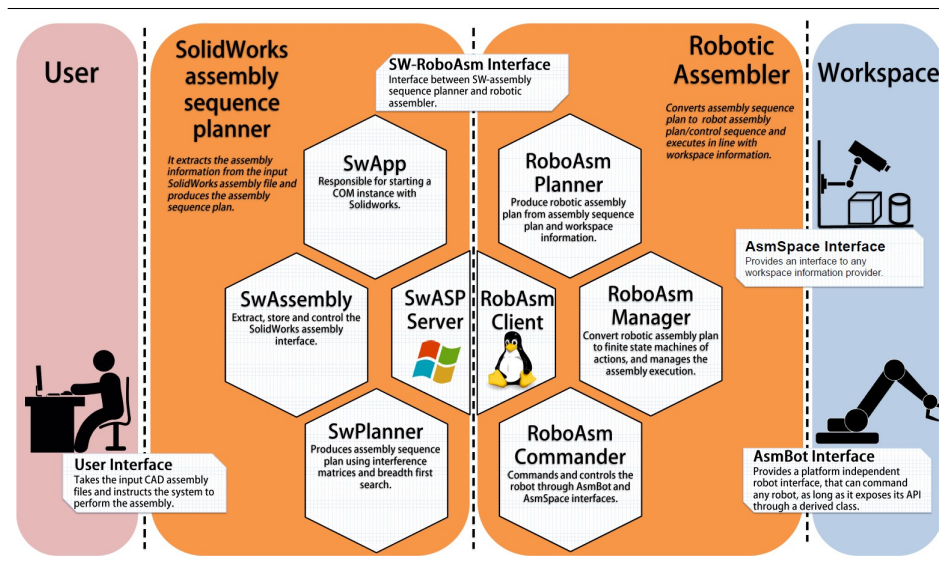 User
SolidWorks
assembly
sequence
planner
It extracts the assembly
information from the input
SolidWorks assembly file and
produces the assembly
sequence plan.
SW-RoboAsm Interface
Interface between SW-assembly
sequence planner and robotic
assembler.
Robotic
Assembler
Converts assembly sequence
plan to robot assembly
plan/control sequence and
executes in line with
workspace information.
Workspace
SwApp
Responsible for starting a
COM instance with
Solidworks.
RoboAsm
Planner
Produce robotic assembly
plan from assembly sequence
plan and workspace
information.
AsmSpace Interface
Provides an interface to any
workspace information provider.
SwAssembly
Extract, store and control the
SolidWorks assembly
interface.
SwASP
Server
RobAsm
Client
RoboAsm
Manager
Convert robotic assembly plan
to finite state machines of
actions, and manages the
assembly execution.
SwPlanner
Produces assembly sequence
plan using interference
matrices and breadth first
search.
RoboAsm
Commander
Commands and controls the
robot through AsmBot and
AsmSpace interfaces.
User Interface
Takes the input CAD assembly
files and instructs the system to
perform the assembly.
AsmBot Interface
Provides a platform independent
robot interface, that can command
any robot, as long as it exposes its API
through a derived class.